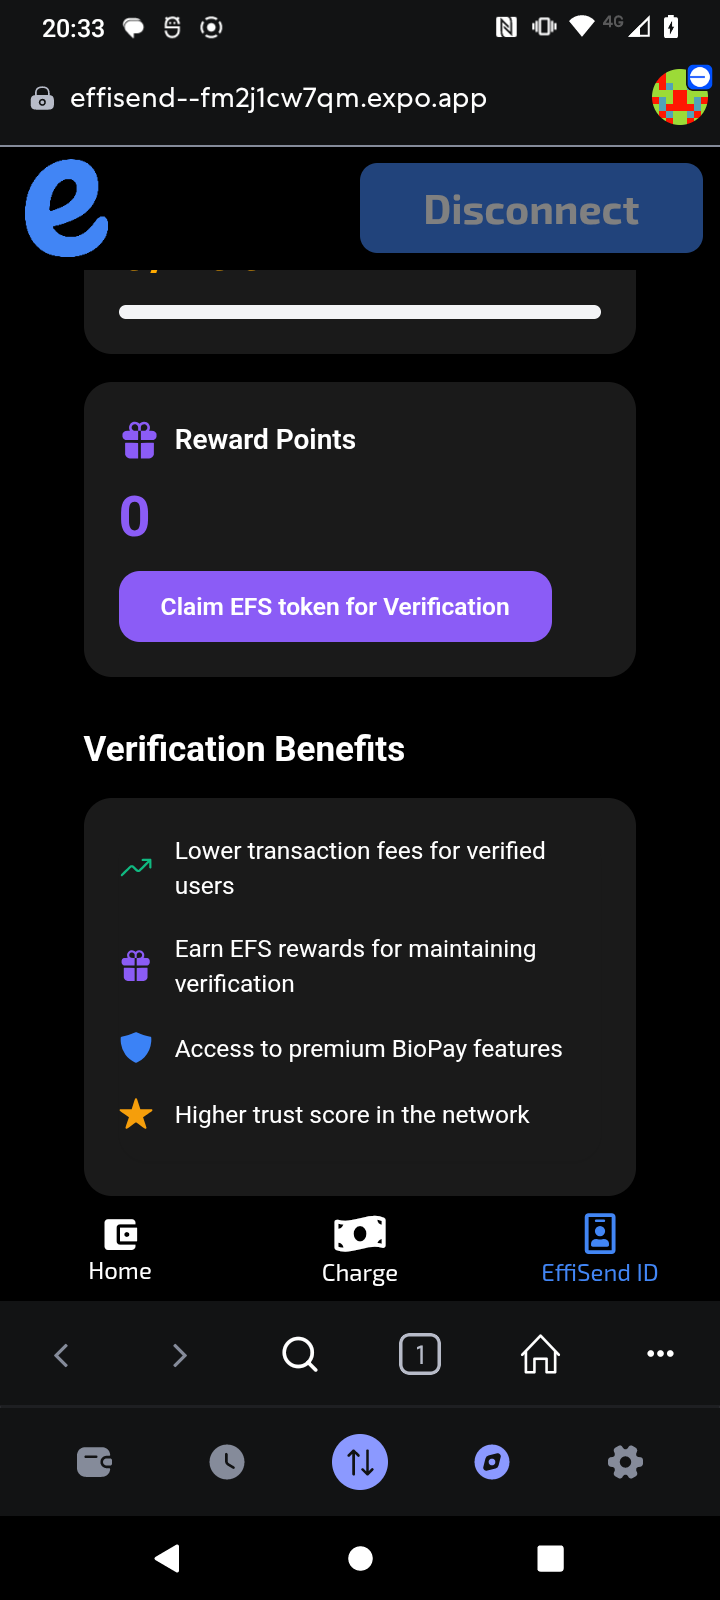 20:33
4G
effisend--fm2j1cw7qm.expo.app
e
Disconnect
Reward Points
0
Claim EFS token for Verification
Verification Benefits
Lower transaction fees for verified
users
Earn EFS rewards for maintaining
verification
Access to premium BioPay features
Higher trust score in the network
Home
Charge
EffiSend ID
1